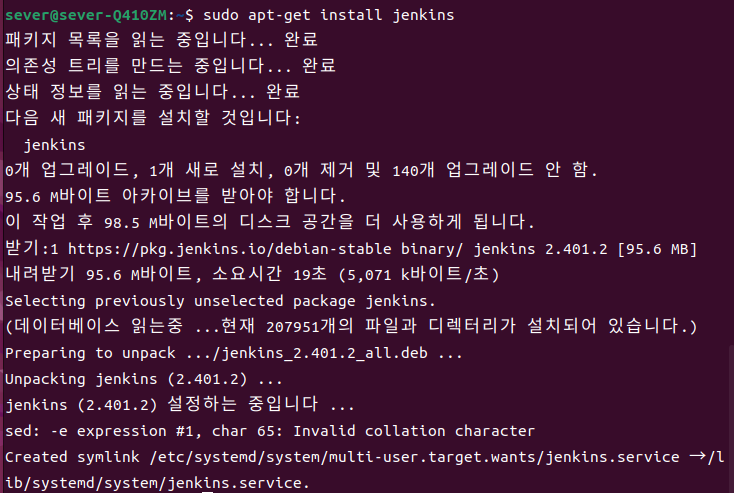 sever@sever-Q410ZM:~$ sudo apt-get install jenkins
패키지 목록을 읽는 중입니다... 완료
의존성 트리를 만드는 중입니다... 완료
상태 정보를 읽는 중입니다... 완료
다음 새 패키지를 설치할 것입니다:
  jenkins
0개 업그레이드, 1개 새로 설치, 0개 제거 및 140개 업그레이드 안 함.
95.6 M바이트 아카이브를 받아야 합니다.
이 작업 후 98.5 M바이트의 디스크 공간을 더 사용하게 됩니다.
받기:1 https://pkg.jenkins.io/debian-stable binary/ jenkins 2.401.2 [95.6 MB]
내려받기 95.6 M바이트, 소요시간 19초 (5,071 k바이트/초)
Selecting previously unselected package jenkins.
(데이터베이스 읽는중 ...현재 207951개의 파일과 디렉터리가 설치되어 있습니다.)
Preparing to unpack .../jenkins_2.401.2_all.deb ...
Unpacking jenkins (2.401.2) ...
jenkins (2.401.2) 설정하는 중입니다 ...
sed: -e expression #1, char 65: Invalid collation character
Created symlink /etc/systemd/system/multi-user.target.wants/jenkins.service →/l
ib/systemd/system/jenkins.service.